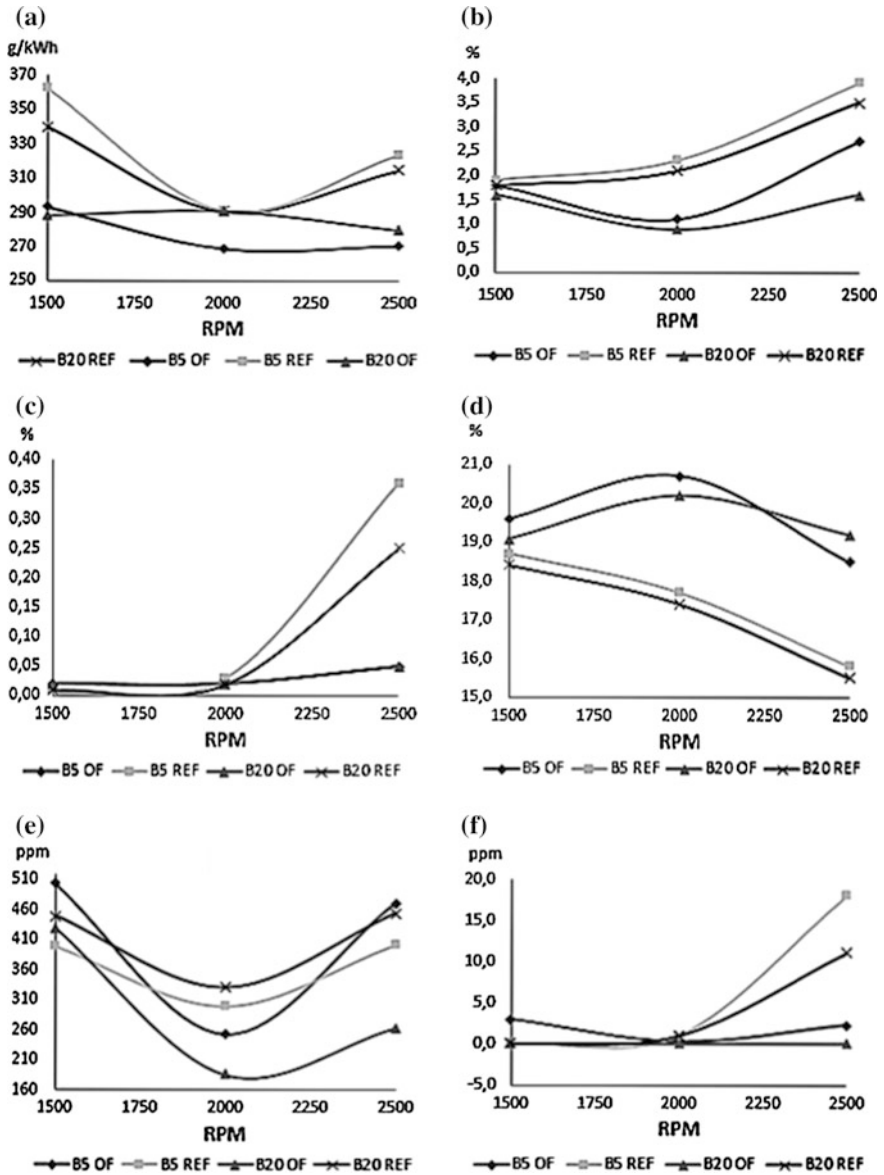 (a)
g/kWh
370
350
330
310
290
270
250
1500 1750 2000 2250 2500
RPM
B20 REF B5 OF B5 REF B20 OF
(b)
%
4,0
3,5
3,0
2,5
2,0
1,5
1,0
0,5
0,0
1500 1750 2000 2250 2500
RPM
B5 OF B5 REF B20 OF B20 REF
(c)
%
0,40
0,35
0,30
0,25
0,20
0,15
0,10
0,05
0,00
1500 1750 2000 2250 2500
RPM
B5 OF B5 REF B20 OF B20 REF
(d)
%
21,0
20,0
19,0
18,0
17,0
16,0
15,0
1500 1750 2000 2250 2500
RPM
B5 OF B5 REF B20 OF B20 REF
(e)
ppm
510
460
410
360
310
260
210
160
1500 1750 2000 2250 2500
RPM
B5 OF B5 REF B20 OF B20 REF
(f)
ppm
20,0
15,0
10,0
5,0
0,0
-5,0
1500 1750 2000 2250 2500
RPM
B5 OF B5 REF B20 OF B20 REF